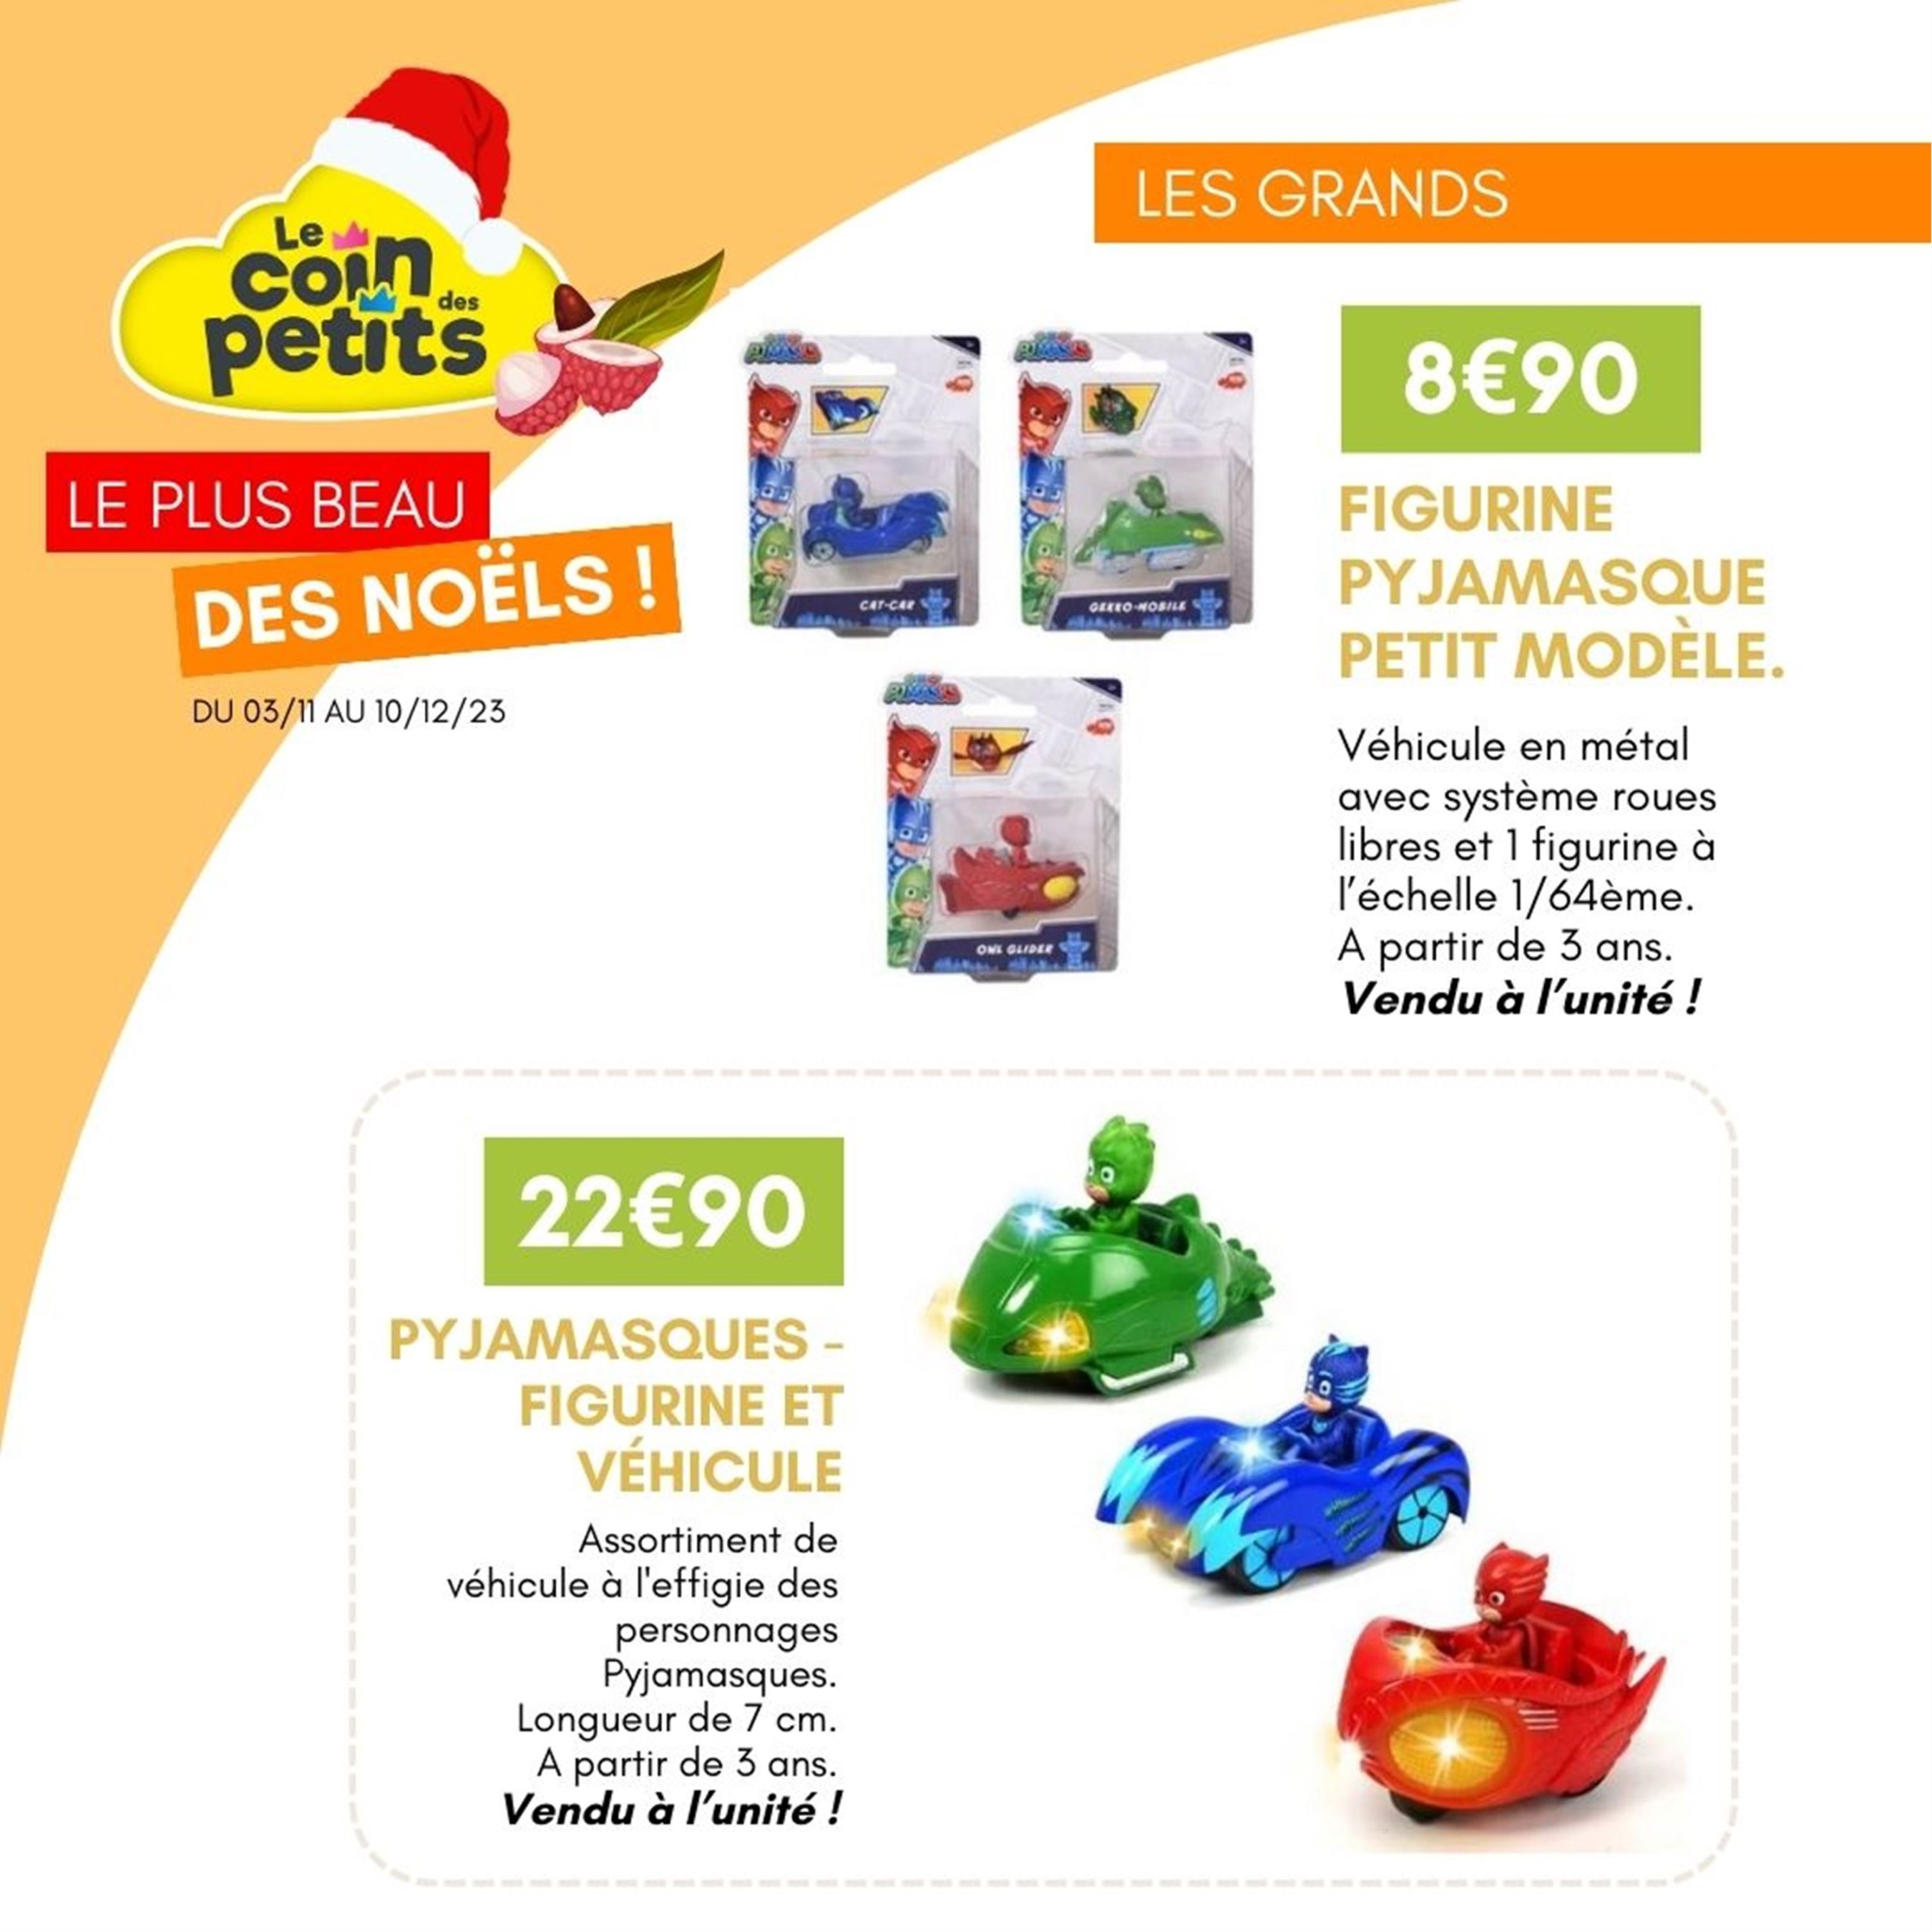 Le
coin
des
petits
LE PLUS BEAU
DES NOËLS !
DU 03/11 AU 10/12/23
LES GRANDS
8€90
FIGURINE
PYJAMASQUE
PETIT MODÈLE.
Véhicule en métal
avec système roues
libres et 1 figurine à
l'échelle 1/64ème.
A partir de 3 ans.
Vendu à l'unité !
CAT-CAR
GEKKO-MOBILE
OWL GLIDER
22€90
PYJAMASQUES -
FIGURINE ET
VÉHICULE
Assortiment de
véhicule à l'effigie des
personnages
Pyjamasques.
Longueur de 7 cm.
A partir de 3 ans.
Vendu à l'unité !